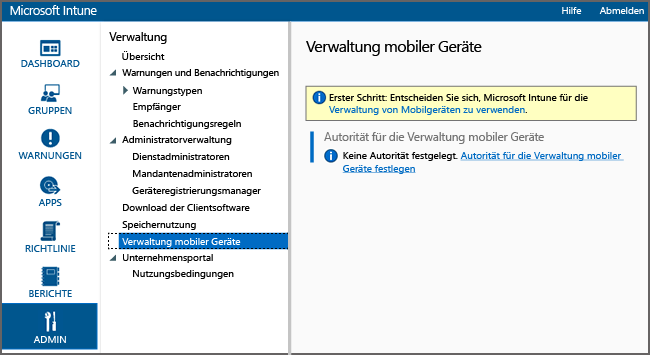 Microsoft Intune
Hilfe
Abmelden
DASHBOARD
GRUPPEN
WARNUNGEN
APPS
RICHTLINIE
BERICHTE
ADMIN
Verwaltung
Übersicht
Warnungen und Benachrichtigungen
Warnungstypen
Empfänger
Benachrichtigungsregeln
Administratorverwaltung
Dienstadministratoren
Mandantenadministratoren
Geräteregistrierungsmanager
Download der Clientsoftware
Speichernutzung
Verwaltung mobiler Geräte
Unternehmensportal
Nutzungsbedingungen
Verwaltung mobiler Geräte
Erster Schritt: Entscheiden Sie sich, Microsoft Intune für die
Verwaltung von Mobilgeräten zu verwenden.
Autorität für die Verwaltung mobiler Geräte
Keine Autorität festgelegt. Autorität für die Verwaltung mobiler
Geräte festlegen